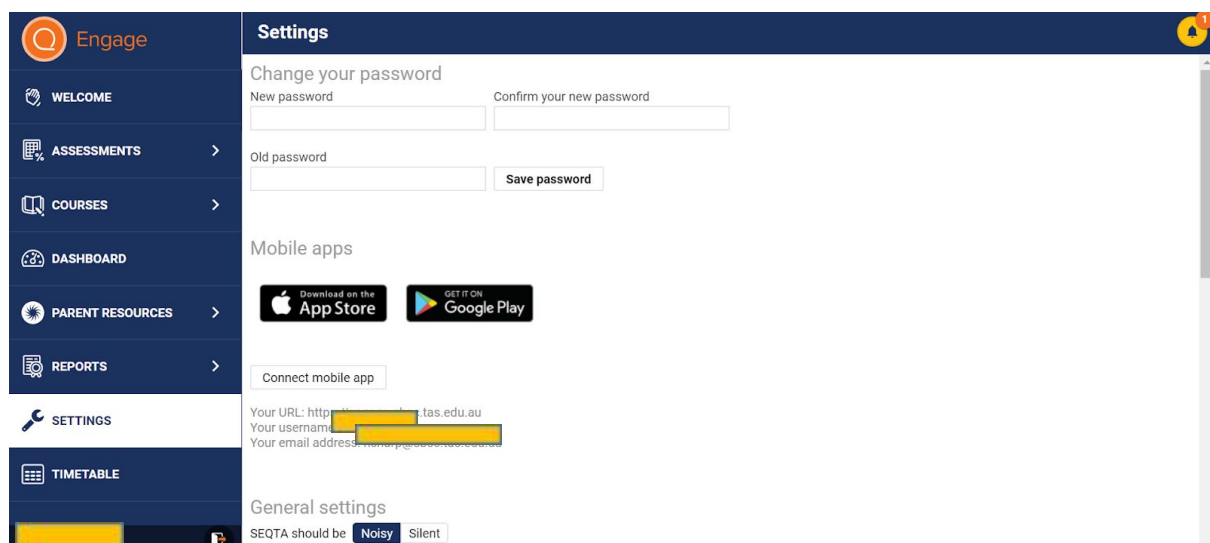 Engage
Settings
1
WELCOME
ASSESSMENTS
COURSES
DASHBOARD
PARENT RESOURCES
REPORTS
SETTINGS
TIMETABLE
Change your password
New password Confirm your new password
Old password
Save password
Mobile apps
Download on the
App Store
GET IT ON
Google Play
Connect mobile app
Your URL: http .tas.edu.au
Your username
Your email address:
General settings
SEQTA should be Noisy Silent